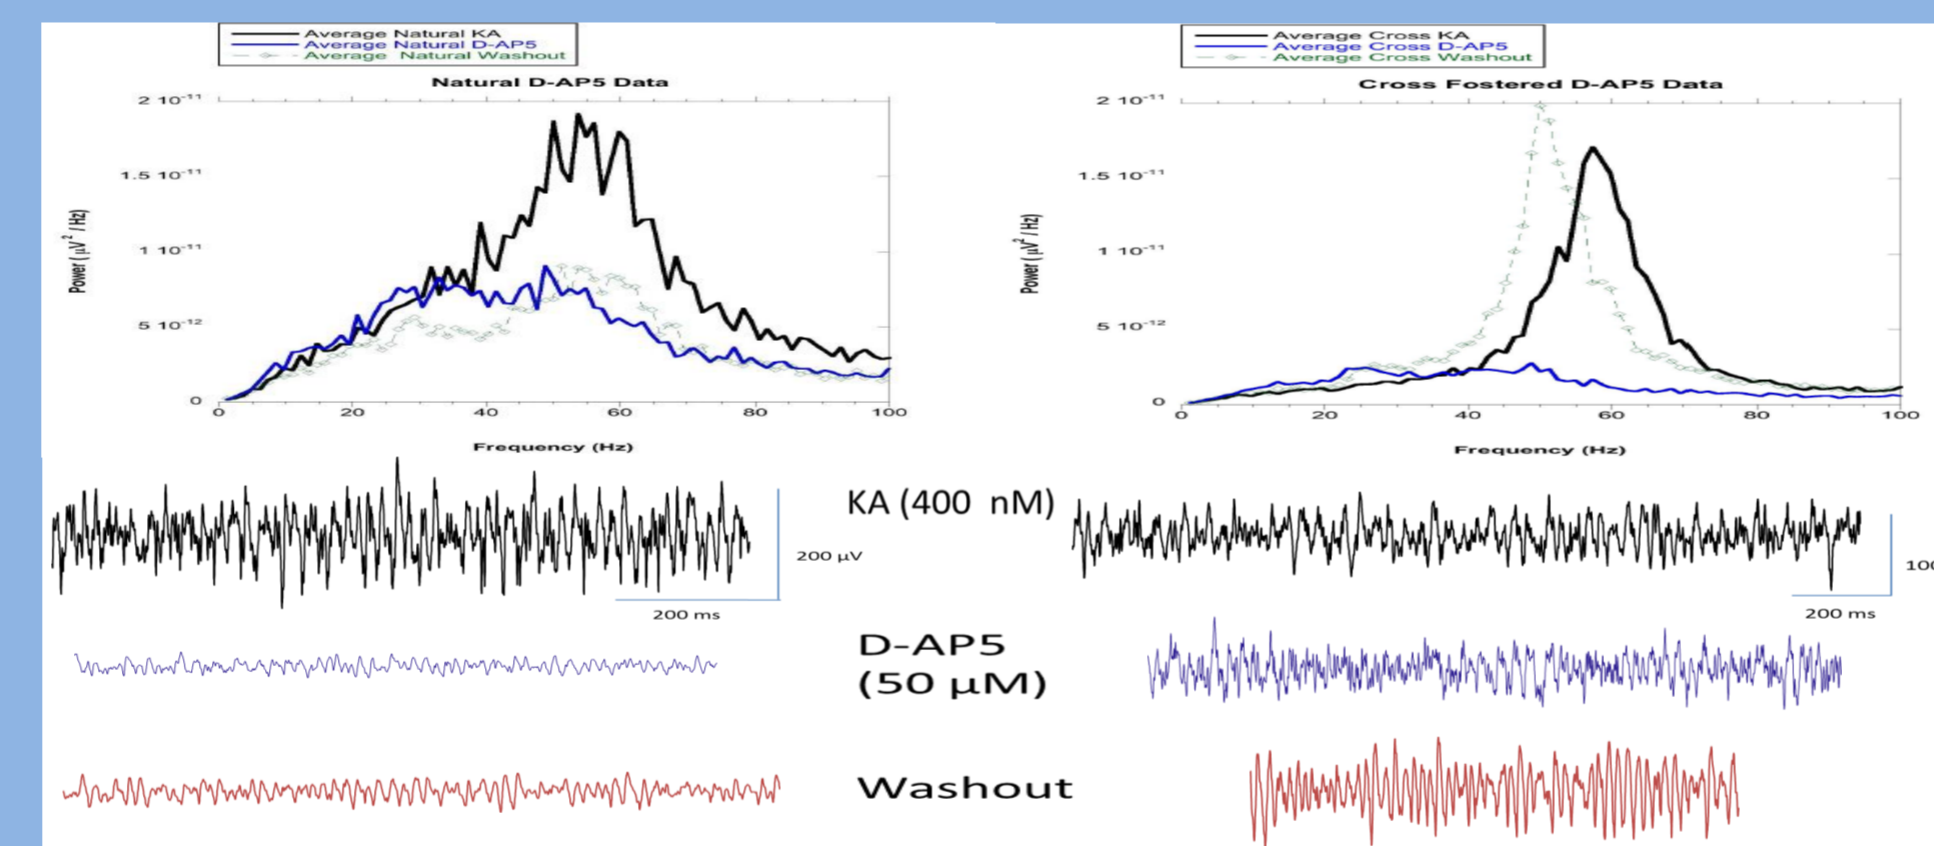 Average Natural KA
Average Natural D-AP5
Average Natural Washout
Natural D-AP5 Data
2 10⁻¹¹
1.5 10⁻¹¹
1 10⁻¹¹
5 10⁻¹²
0
Power ( µV² / Hz)
0 20 40 60 80 100
Frequency (Hz)
Average Cross KA
Average Cross D-AP5
Average Cross Washout
Cross Fostered D-AP5 Data
2 10⁻¹¹
1.5 10⁻¹¹
1 10⁻¹¹
5 10⁻¹²
0
Power ( µV² / Hz)
0 20 40 60 80 100
Frequency (Hz)
KA (400 nM)
200 µV
200 ms
100
200 ms
D-AP5
(50 µM)
Washout